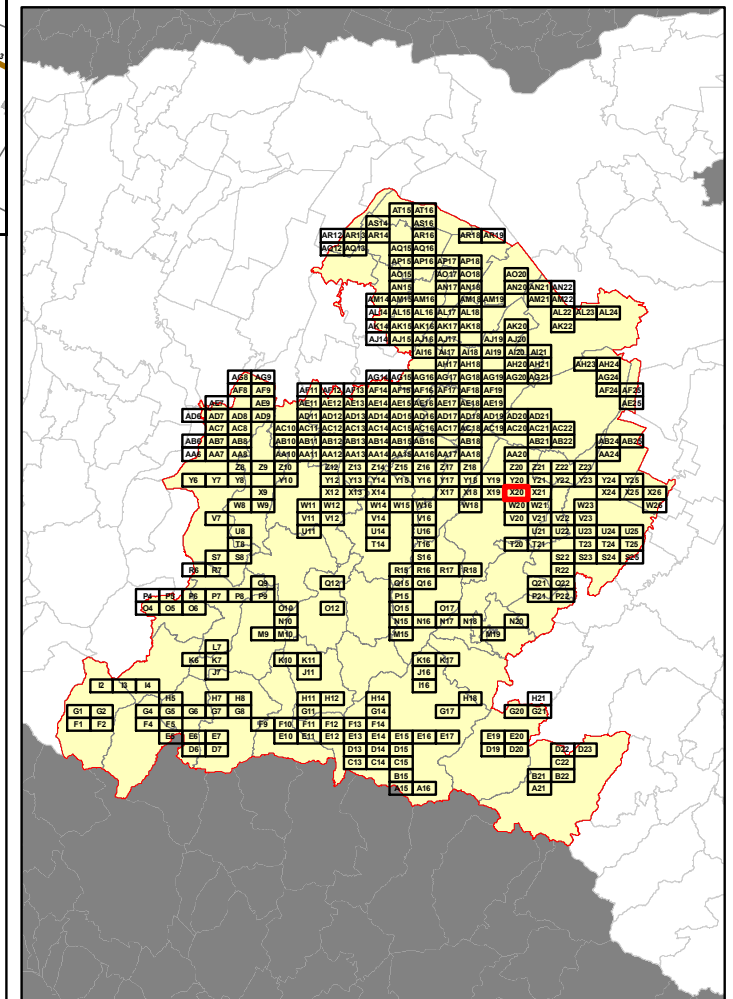 AT15 AT16
AS14 AS16
AR12 AR13 AR14 AR16 AR18 AR19
AQ12 AQ13 AQ15 AQ16
AP15 AP16 AP17 AP18
AO15 AO17 AO18 AO20
AN15 AN17 AN18 AN20 AN21 AN22
AM14 AM15 AM16 AM18 AM19 AM21 AM22
AL14 AL15 AL16 AL17 AL18 AL22 AL23 AL24
AK14 AK15 AK16 AK17 AK18 AK20 AK22
AJ14 AJ15 AJ16 AJ17 AJ19 AJ20
AI16 AI17 AI18 AI19 AI20 AI21
AH17 AH18 AH20 AH21 AH23 AH24
AG8 AG9 AG14 AG15 AG16 AG17 AG18 AG19 AG20 AG21 AG24
AF8 AF9 AF11 AF12 AF13 AF14 AF15 AF16 AF17 AF18 AF19 AF24 AF25
AE7 AE9 AE11 AE12 AE13 AE14 AE15 AE16 AE17 AE18 AE19 AE25
AD6 AD7 AD8 AD9 AD11 AD12 AD13 AD14 AD15 AD16 AD17 AD18 AD19 AD20 AD21
AC7 AC8 AC10 AC11 AC12 AC13 AC14 AC15 AC16 AC17 AC18 AC19 AC20 AC21 AC22
AB6 AB7 AB8 AB10 AB11 AB12 AB13 AB14 AB15 AB16 AB18 AB21 AB22 AB24 AB25
AA6 AA7 AA8 AA10 AA11 AA12 AA13 AA14 AA15 AA16 AA17 AA18 AA20 AA24
Z8 Z9 Z10 Z12 Z13 Z14 Z15 Z16 Z17 Z18 Z20 Z21 Z22 Z23
Y6 Y7 Y8 Y10 Y12 Y13 Y14 Y15 Y16 Y17 Y18 Y19 Y20 Y21 Y22 Y23 Y24 Y25
X9 X12 X13 X14 X17 X18 X19 X20 X21 X24 X25 X26
W8 W9 W11 W12 W14 W15 W16 W18 W20 W21 W23 W26
V7 V11 V12 V14 V16 V20 V21 V22 V23
U8 U11 U14 U16 U21 U22 U23 U24 U25
T8 T14 T16 T20 T21 T23 T24 T25
S7 S8 S16 S22 S23 S24 S25
R6 R7 R15 R16 R17 R18 R22
Q9 Q12 Q15 Q16 Q21 Q22
P4 P5 P6 P7 P8 P9 P15 P21 P22
O4 O5 O6 O10 O12 O15 O17
N10 N15 N16 N17 N18 N20
M9 M10 M15 M19
L7
K6 K7 K10 K11 K16 K17
J7 J11 J16
I2 I3 I4 I16
H5 H7 H8 H11 H12 H14 H18 H21
G1 G2 G4 G5 G6 G7 G8 G11 G14 G17 G20 G21
F1 F2 F4 F5 F6 F9 F10 F11 F12 F13 F14
E5 E6 E7 E10 E11 E12 E13 E14 E15 E16 E17 E19 E20
D6 D7 D13 D14 D15 D19 D20 D22 D23
C13 C14 C15 C22
B15 B21 B22
A15 A16 A21